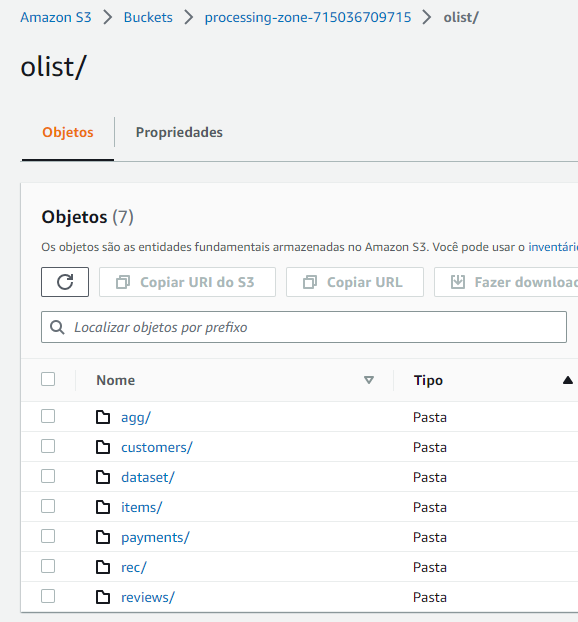 Amazon S3 > Buckets > processing-zone-715036709715 > olist/
olist/
Objetos Propriedades
Objetos (7)
Os objetos são as entidades fundamentais armazenadas no Amazon S3. Você pode usar o inventári
Copiar URI do S3 Copiar URL Fazer download
Localizar objetos por prefixo
Nome Tipo
agg/ Pasta
customers/ Pasta
dataset/ Pasta
items/ Pasta
payments/ Pasta
rec/ Pasta
reviews/ Pasta